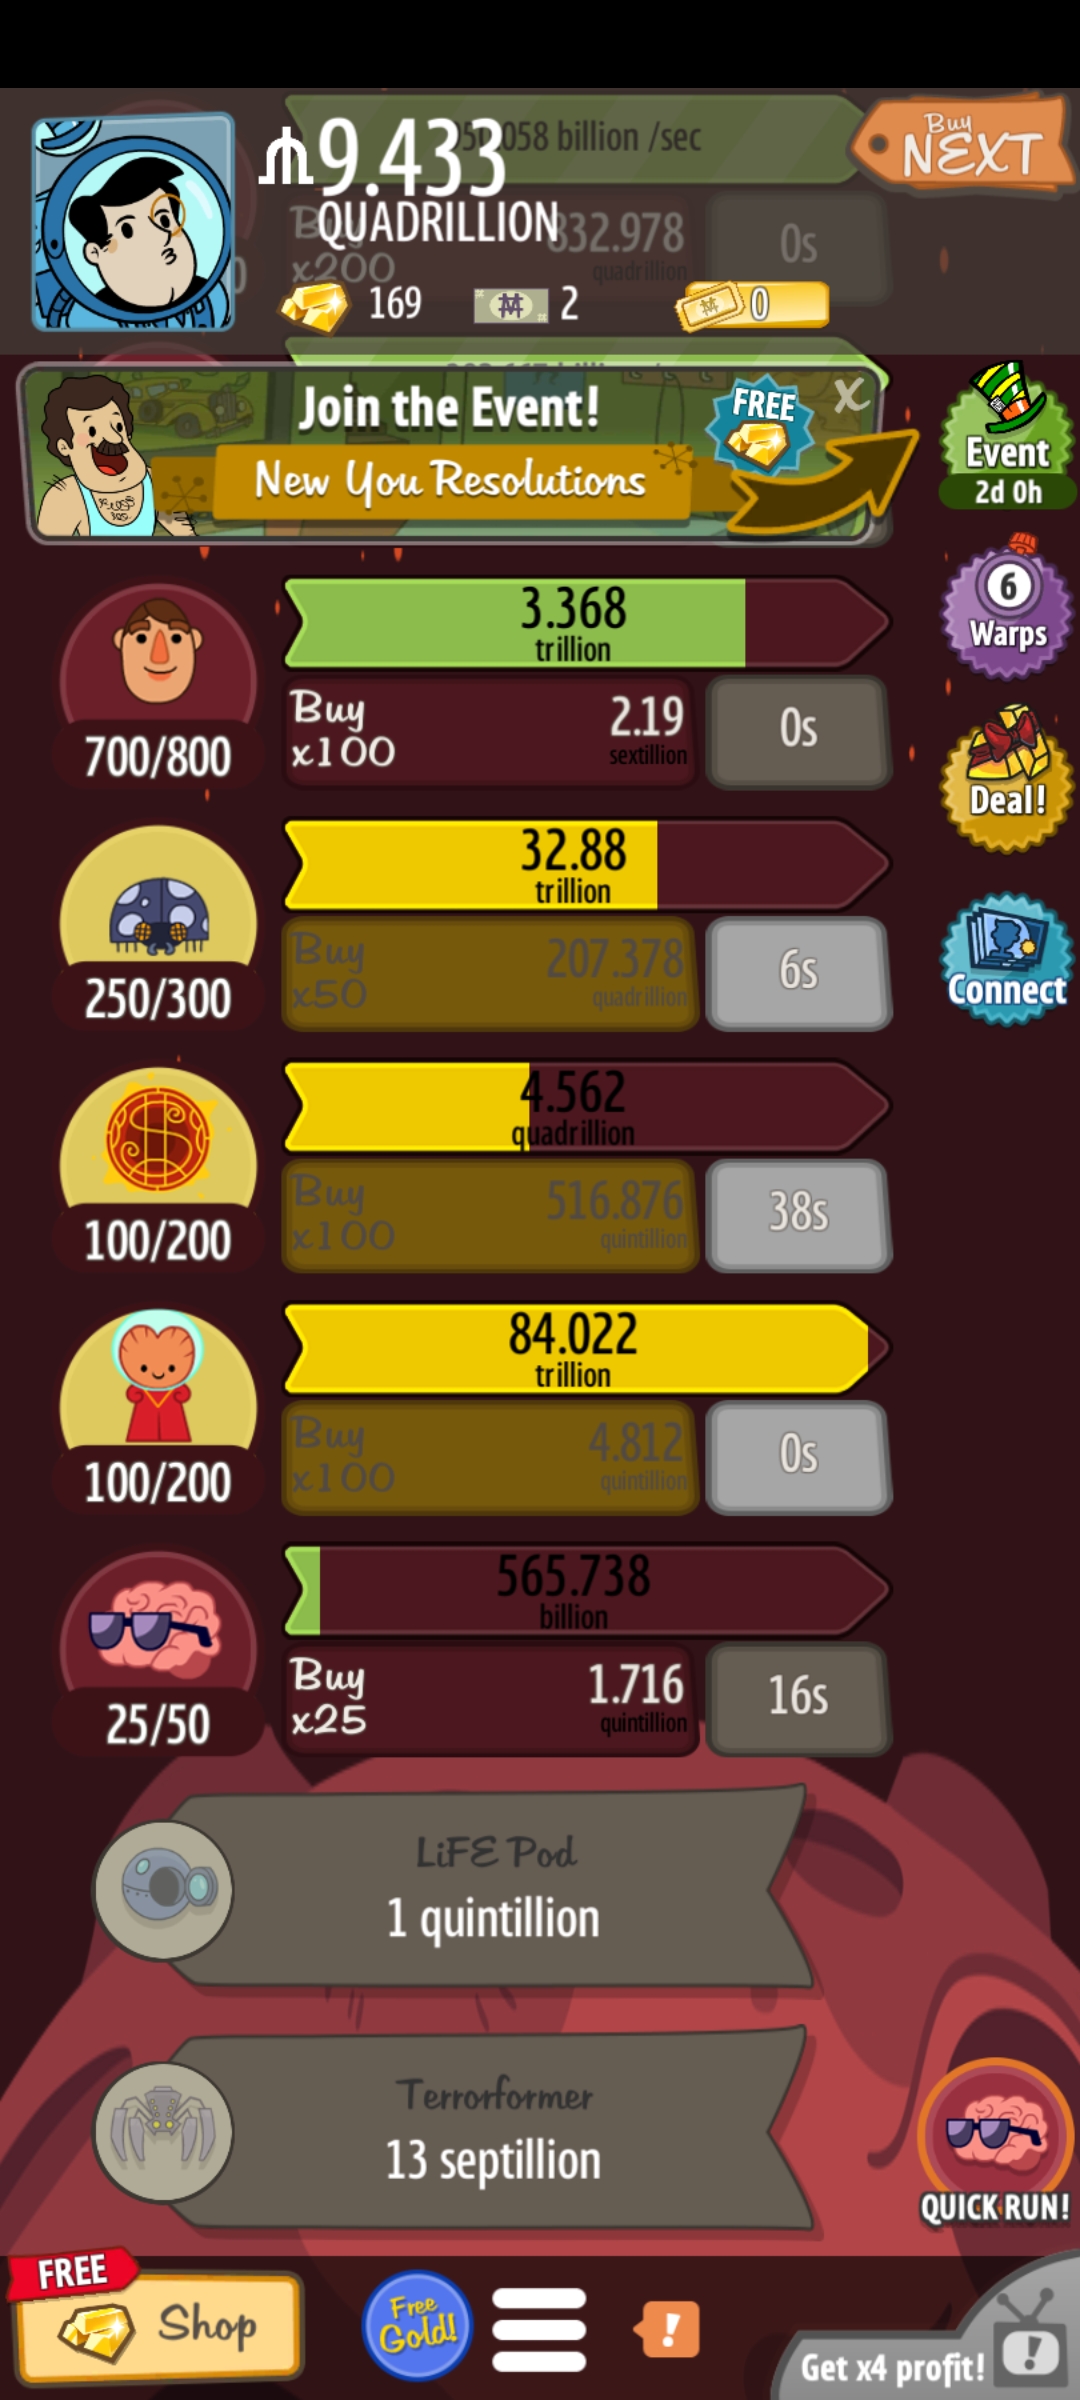 058 billion /sec
Buy
NEXT
9.433
QUADRILLION
x200
832.978
quadrillion
0s
169
2
0
Join the Event!
New You Resolutions
FREE
X
Event
2d 0h
3.368
trillion
Buy
x100
2.19
sextillion
0s
700/800
6
Warps
Deal!
32.88
trillion
Buy
x50
207.378
quadrillion
6s
250/300
Connect
4.562
quadrillion
Buy
x100
516.876
quintillion
38s
100/200
84.022
trillion
Buy
x100
4.812
quintillion
0s
100/200
565.738
billion
Buy
x25
1.716
quintillion
16s
25/50
LiFE Pod
1 quintillion
Terrorformer
13 septillion
QUICK RUN!
FREE
Shop
Free
Gold!
!
Get x4 profit!
!